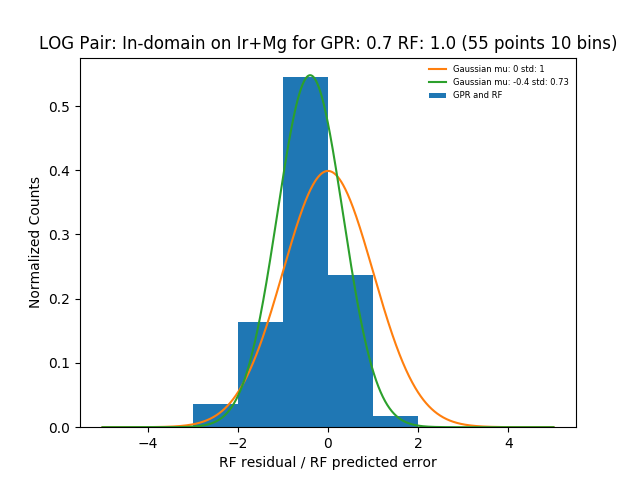 LOG Pair: In-domain on Ir+Mg for GPR: 0.7 RF: 1.0 (55 points 10 bins)
Gaussian mu: 0 std: 1
Gaussian mu: -0.4 std: 0.73
GPR and RF
Normalized Counts
0.5
0.4
0.3
0.2
0.1
0.0
−4 −2 0 2 4
RF residual / RF predicted error